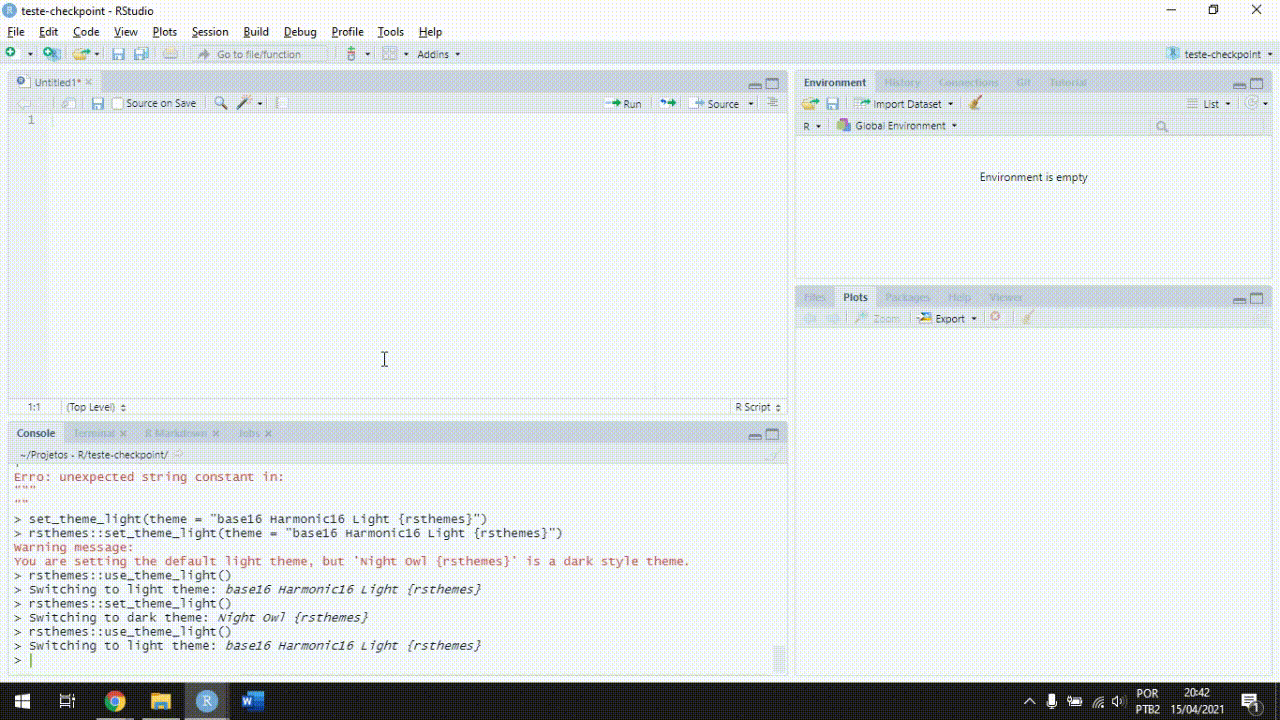 teste-checkpoint - RStudio
File Edit Code View Plots Session Build Debug Profile Tools Help
Go to file/function Addins teste-checkpoint
Untitled1*
Source on Save Run Source
1
1:1 (Top Level) R Script
Environment History Connections Git Tutorial
Import Dataset List
R Global Environment
Environment is empty
Files Plots Packages Help Viewer
Zoom Export
Console Terminal R Markdown Jobs
~/Projetos - R/teste-checkpoint/
Erro: unexpected string constant in:
"""
""
> set_theme_light(theme = "base16 Harmonic16 Light {rsthemes}")
> rsthemes::set_theme_light(theme = "base16 Harmonic16 Light {rsthemes}")
Warning message:
You are setting the default light theme, but 'Night Owl {rsthemes}' is a dark style theme.
> rsthemes::use_theme_light()
> Switching to light theme: base16 Harmonic16 Light {rsthemes}
> rsthemes::set_theme_light()
> Switching to dark theme: Night Owl {rsthemes}
> rsthemes::use_theme_light()
> Switching to light theme: base16 Harmonic16 Light {rsthemes}
>
POR 20:42
PTB2 15/04/2021
1